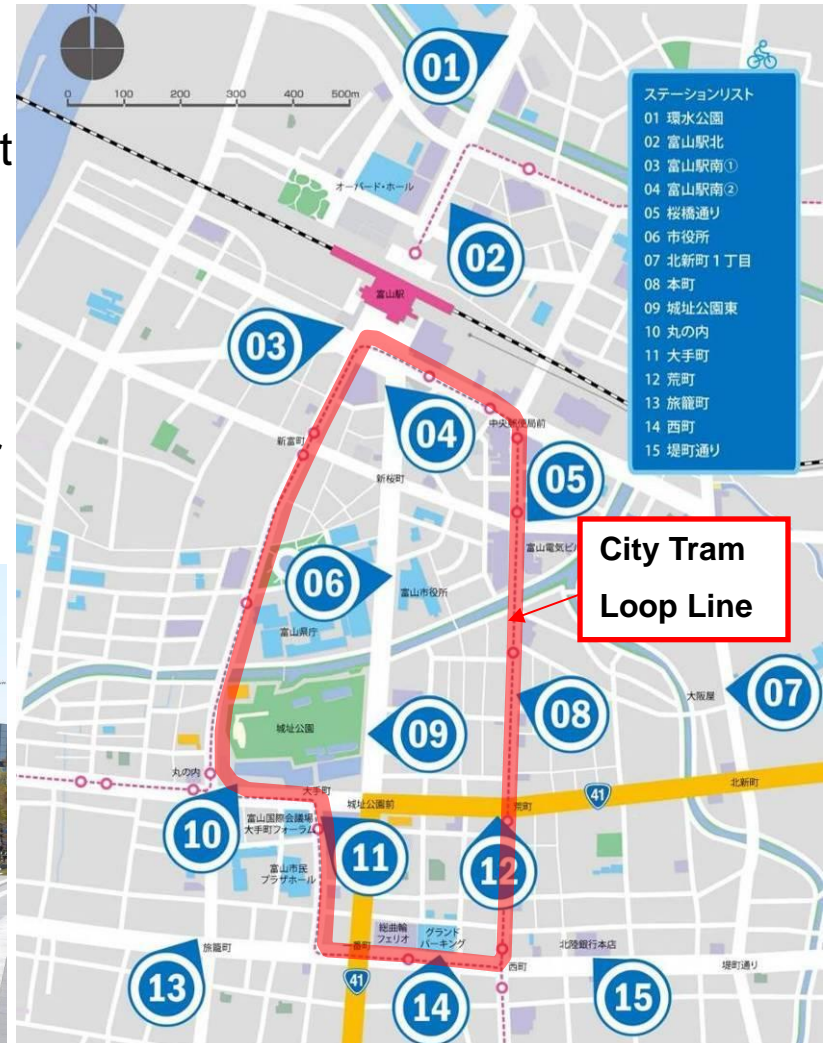 N
0 100 200 300 400 500m
01
ステーションリスト
01 環水公園
02 富山駅北
03 富山駅南①
04 富山駅南②
05 桜橋通り
06 市役所
07 北新町1丁目
08 本町
09 城址公園東
10 丸の内
11 大手町
12 荒町
13 旅籠町
14 西町
15 堤町通り
t
オーバード・ホール
02
富山駅
03
04
中央郵便局前
新富町
新桜町
05
富山電気ビル
City Tram
Loop Line
06
富山市役所
富山県庁
大阪屋
07
08
城址公園
09
丸の内
大手町
城址公園前
荒町
41
北新町
10
富山国際会議場
大手町フォーラム
11
12
富山市民
プラザホール
旅籠町
一番町
総曲輪
フェリオ
グランド
パーキング
西町
北陸銀行本店
堤町通り
13
41
14
15